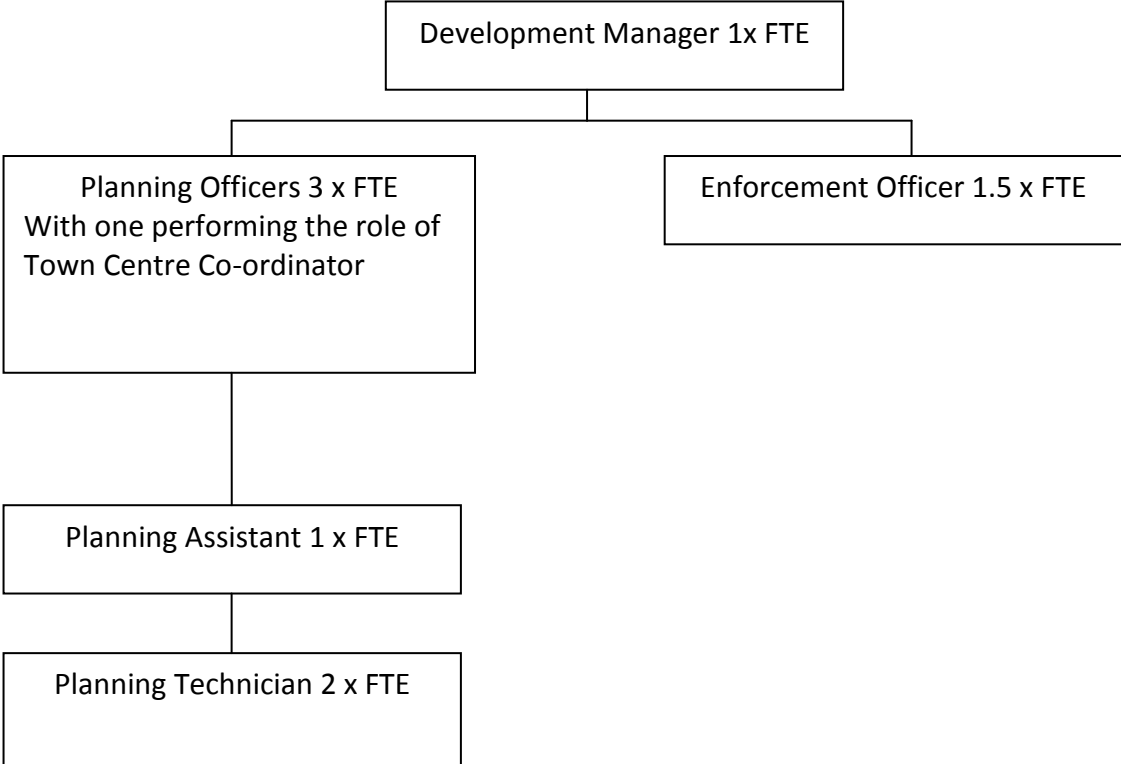 Development Manager 1x FTE
Planning Officers 3 x FTE
With one performing the role of
Town Centre Co-ordinator
Enforcement Officer 1.5 x FTE
Planning Assistant 1 x FTE
Planning Technician 2 x FTE